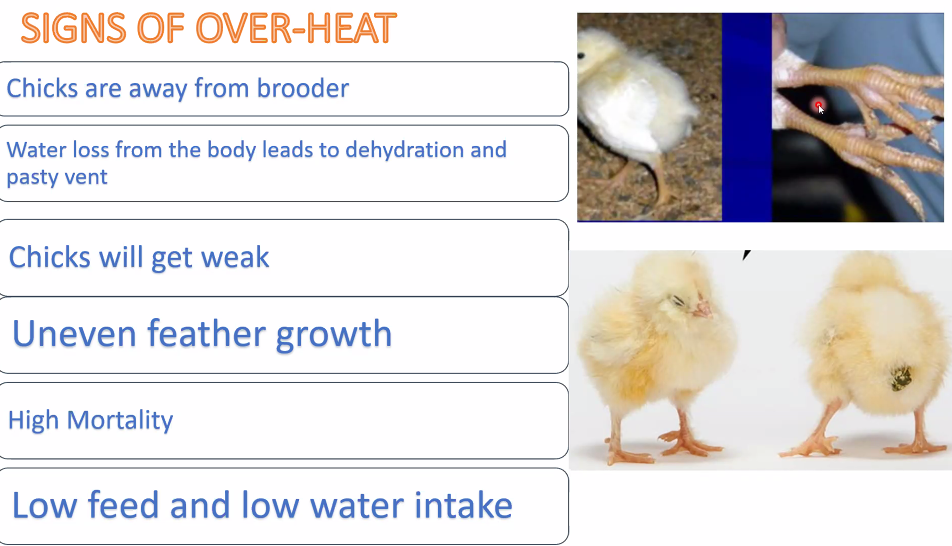 SIGNS OF OVER-HEAT
Chicks are away from brooder
Water loss from the body leads to dehydration and
pasty vent
Chicks will get weak
Uneven feather growth
High Mortality
Low feed and low water intake